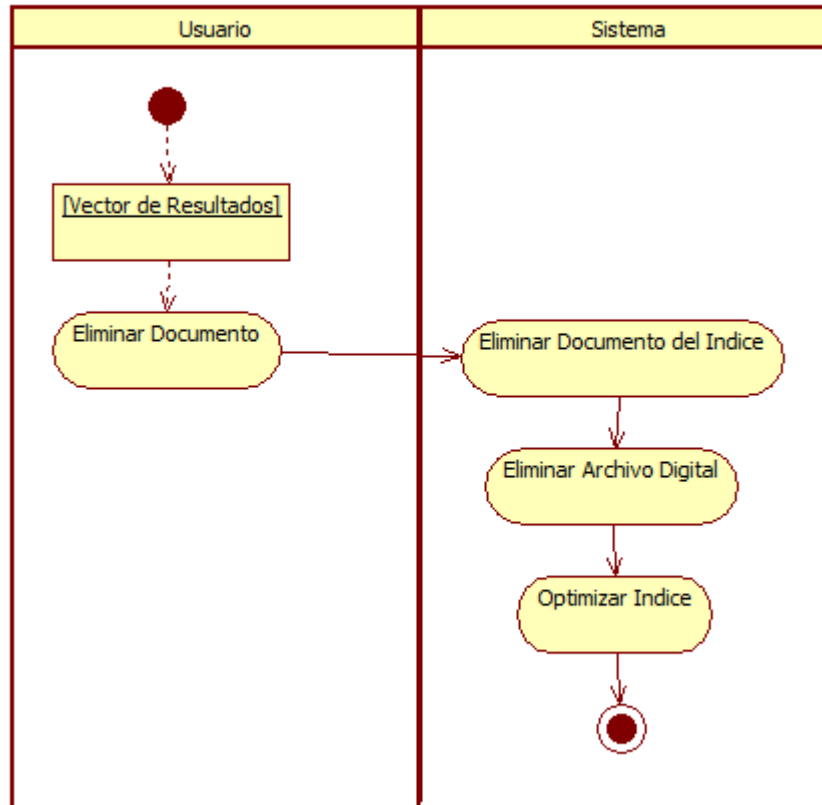 Usuario
Sistema
[Vector de Resultados]
Eliminar Documento
Eliminar Documento del Indice
Eliminar Archivo Digital
Optimizar Indice